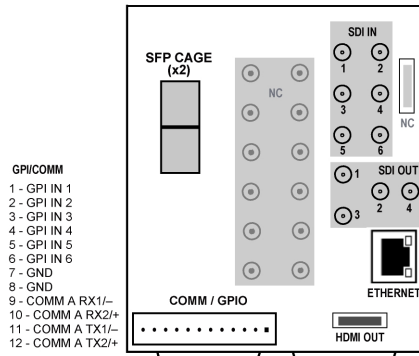 SFP CAGE
(x2)
SDI IN
1 2
3 4
5 6
NC
NC
SDI OUT
1
2 4
3
ETHERNET
HDMI OUT
COMM / GPIO
GPI/COMM
1 - GPI IN 1
2 - GPI IN 2
3 - GPI IN 3
4 - GPI IN 4
5 - GPI IN 5
6 - GPI IN 6
7 - GND
8 - GND
9 - COMM A RX1/–
10 - COMM A RX2/+
11 - COMM A TX1/–
12 - COMM A TX2/+